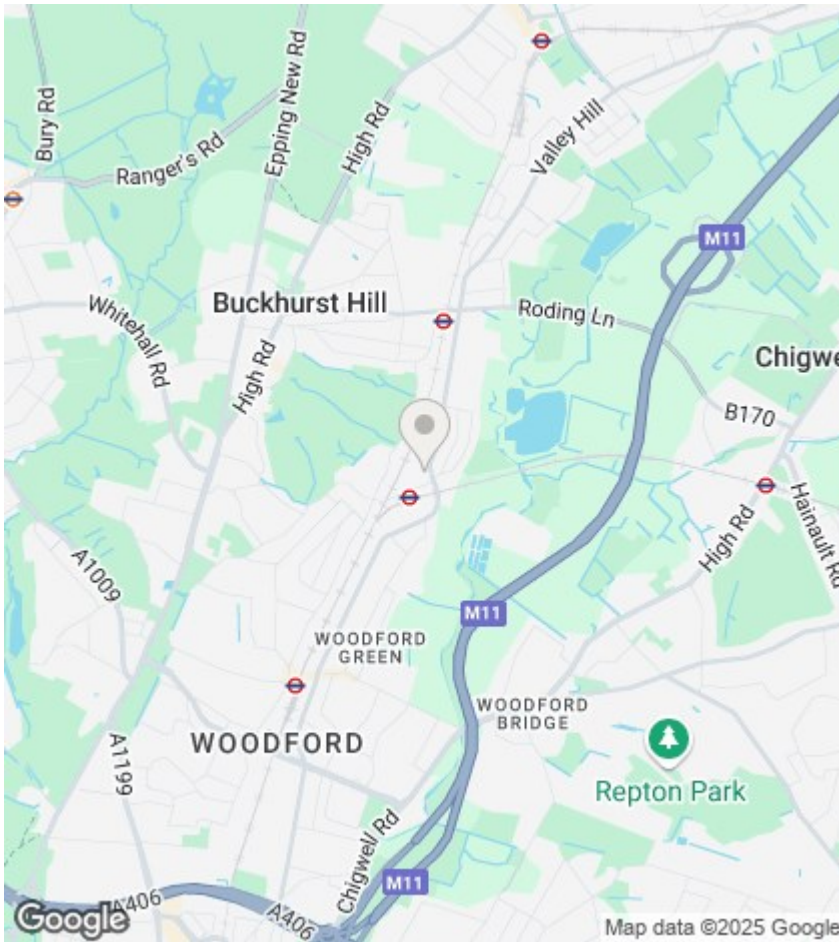 Bury Rd
Epping New Rd
High Rd
Ranger's Rd
Valley Hill
M11
Buckhurst Hill
Roding Ln
Whitehall Rd
High Rd
Chigwe
B170
High Rd
Hainault Rd
A1009
M11
WOODFORD
GREEN
WOODFORD
BRIDGE
WOODFORD
A1199
Repton Park
Chigwell Rd
M11
A406
A406
Google
Map data ©2025 Google